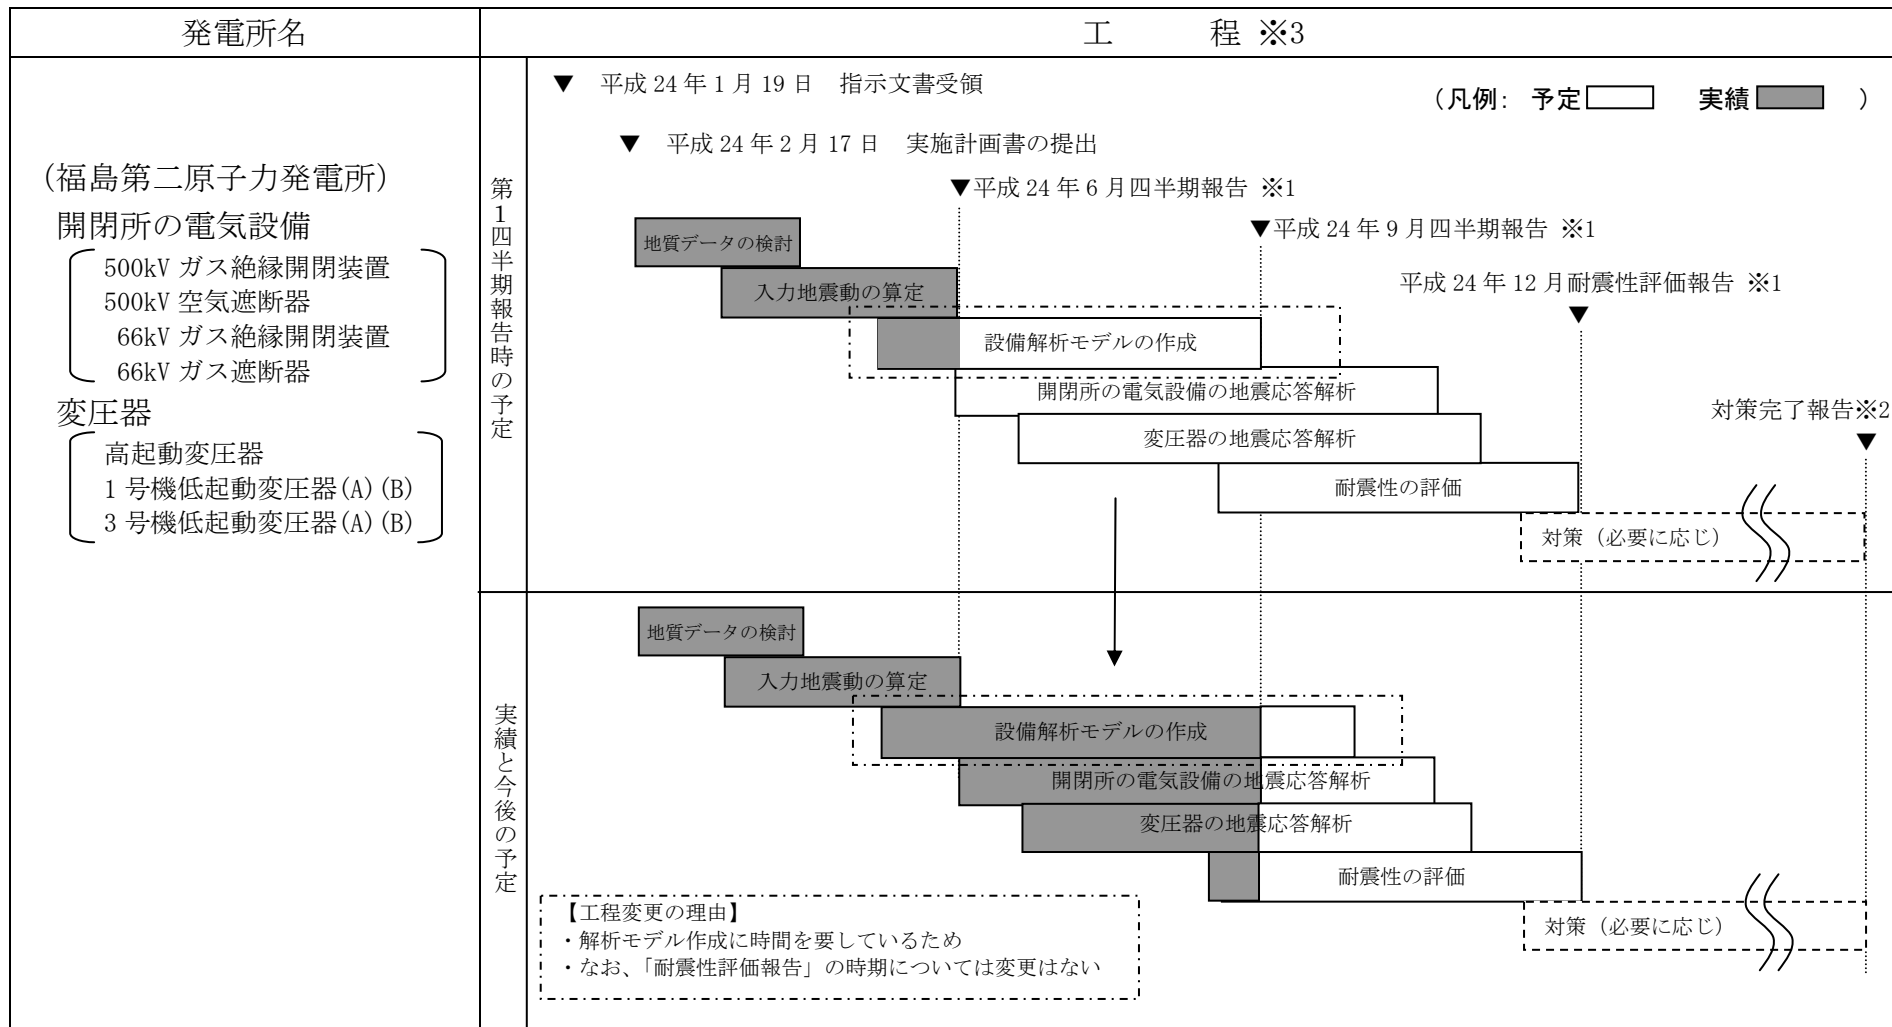 発電所名
工 程 ※3
(福島第二原子力発電所)
開閉所の電気設備
500kV ガス絶縁開閉装置
500kV 空気遮断器
66kV ガス絶縁開閉装置
66kV ガス遮断器
変圧器
高起動変圧器
1 号機低起動変圧器(A)(B)
3 号機低起動変圧器(A)(B)
第1四半期報告時の予定
▼ 平成 24 年 1 月 19 日 指示文書受領
(凡例: 予定 実績 )
▼ 平成 24 年 2 月 17 日 実施計画書の提出
▼平成 24 年 6 月四半期報告 ※1
▼平成 24 年 9 月四半期報告 ※1
平成 24 年 12 月耐震性評価報告 ※1
▼
対策完了報告※2
▼
地質データの検討
入力地震動の算定
設備解析モデルの作成
開閉所の電気設備の地震応答解析
変圧器の地震応答解析
耐震性の評価
対策(必要に応じ)
実績と今後の予定
地質データの検討
入力地震動の算定
設備解析モデルの作成
開閉所の電気設備の地震応答解析
変圧器の地震応答解析
耐震性の評価
対策(必要に応じ)
【工程変更の理由】
・解析モデル作成に時間を要しているため
・なお、「耐震性評価報告」の時期については変更はない